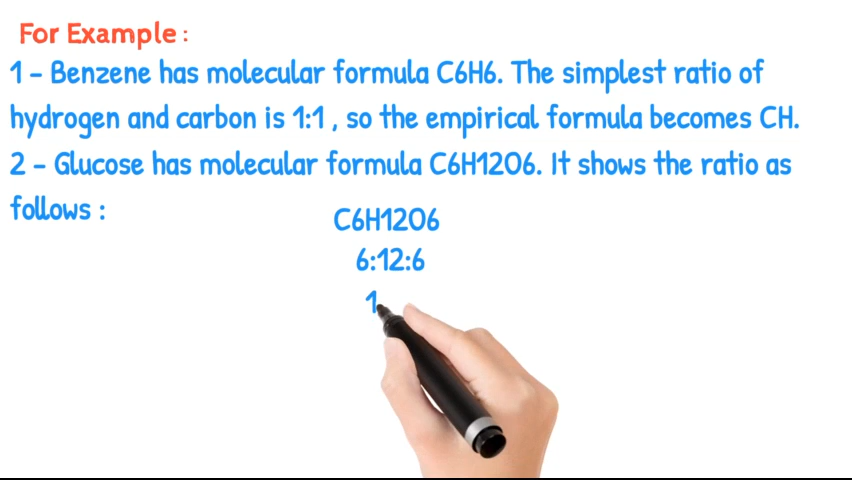 For Example :
1 - Benzene has molecular formula C6H6. The simplest ratio of
hydrogen and carbon is 1:1 , so the empirical formula becomes CH.
2 - Glucose has molecular formula C6H12O6. It shows the ratio as
follows :
C6H12O6
6:12:6
1